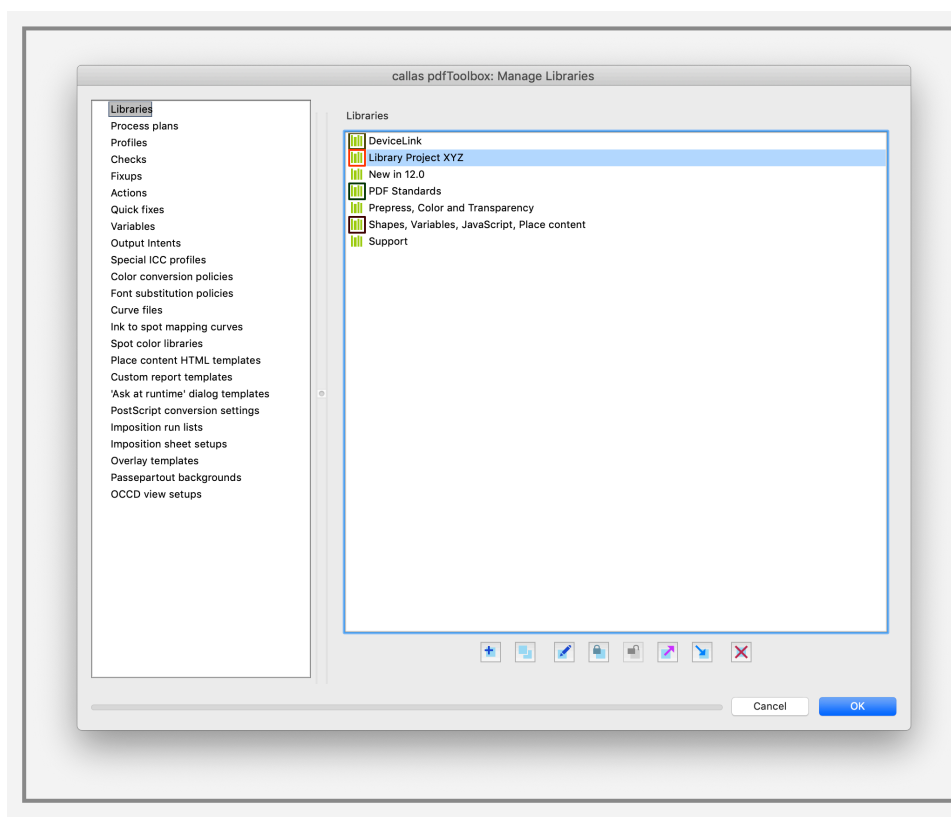 callas pdfToolbox: Manage Libraries
Libraries
Process plans
Profiles
Checks
Fixups
Actions
Quick fixes
Variables
Output Intents
Special ICC profiles
Color conversion policies
Font substitution policies
Curve files
Ink to spot mapping curves
Spot color libraries
Place content HTML templates
Custom report templates
'Ask at runtime' dialog templates
PostScript conversion settings
Imposition run lists
Imposition sheet setups
Overlay templates
Passepartout backgrounds
OCCD view setups
Libraries
DeviceLink
Library Project XYZ
New in 12.0
PDF Standards
Prepress, Color and Transparency
Shapes, Variables, JavaScript, Place content
Support
Cancel
OK